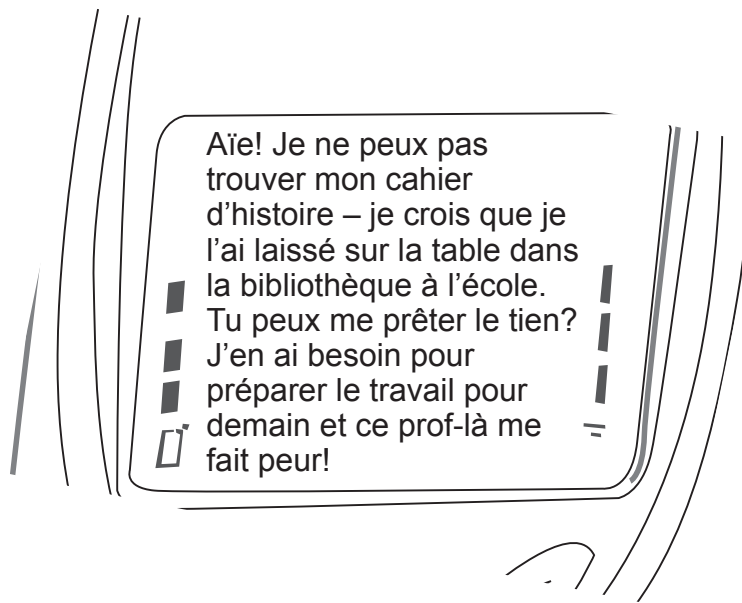 Aïe! Je ne peux pas
trouver mon cahier
d'histoire – je crois que je
l'ai laissé sur la table dans
la bibliothèque à l'école.
Tu peux me prêter le tien?
J'en ai besoin pour
préparer le travail pour
demain et ce prof-là me
fait peur!